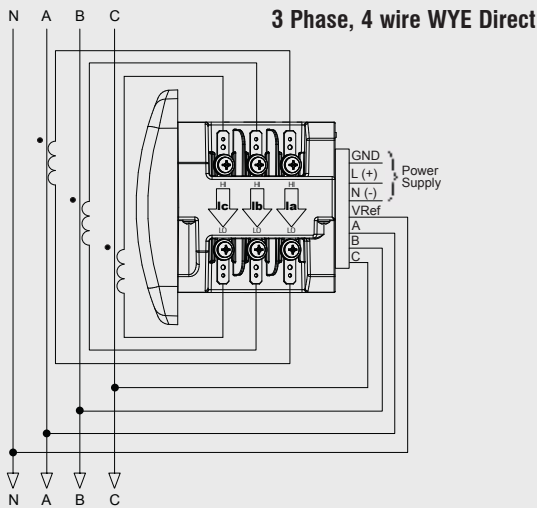 N A B C
3 Phase, 4 wire WYE Direct
GND
L (+)
N (-)
Power
Supply
VRef
A
B
C
HI HI HI
Ic Ib Ia
LO LO LO
N A B C